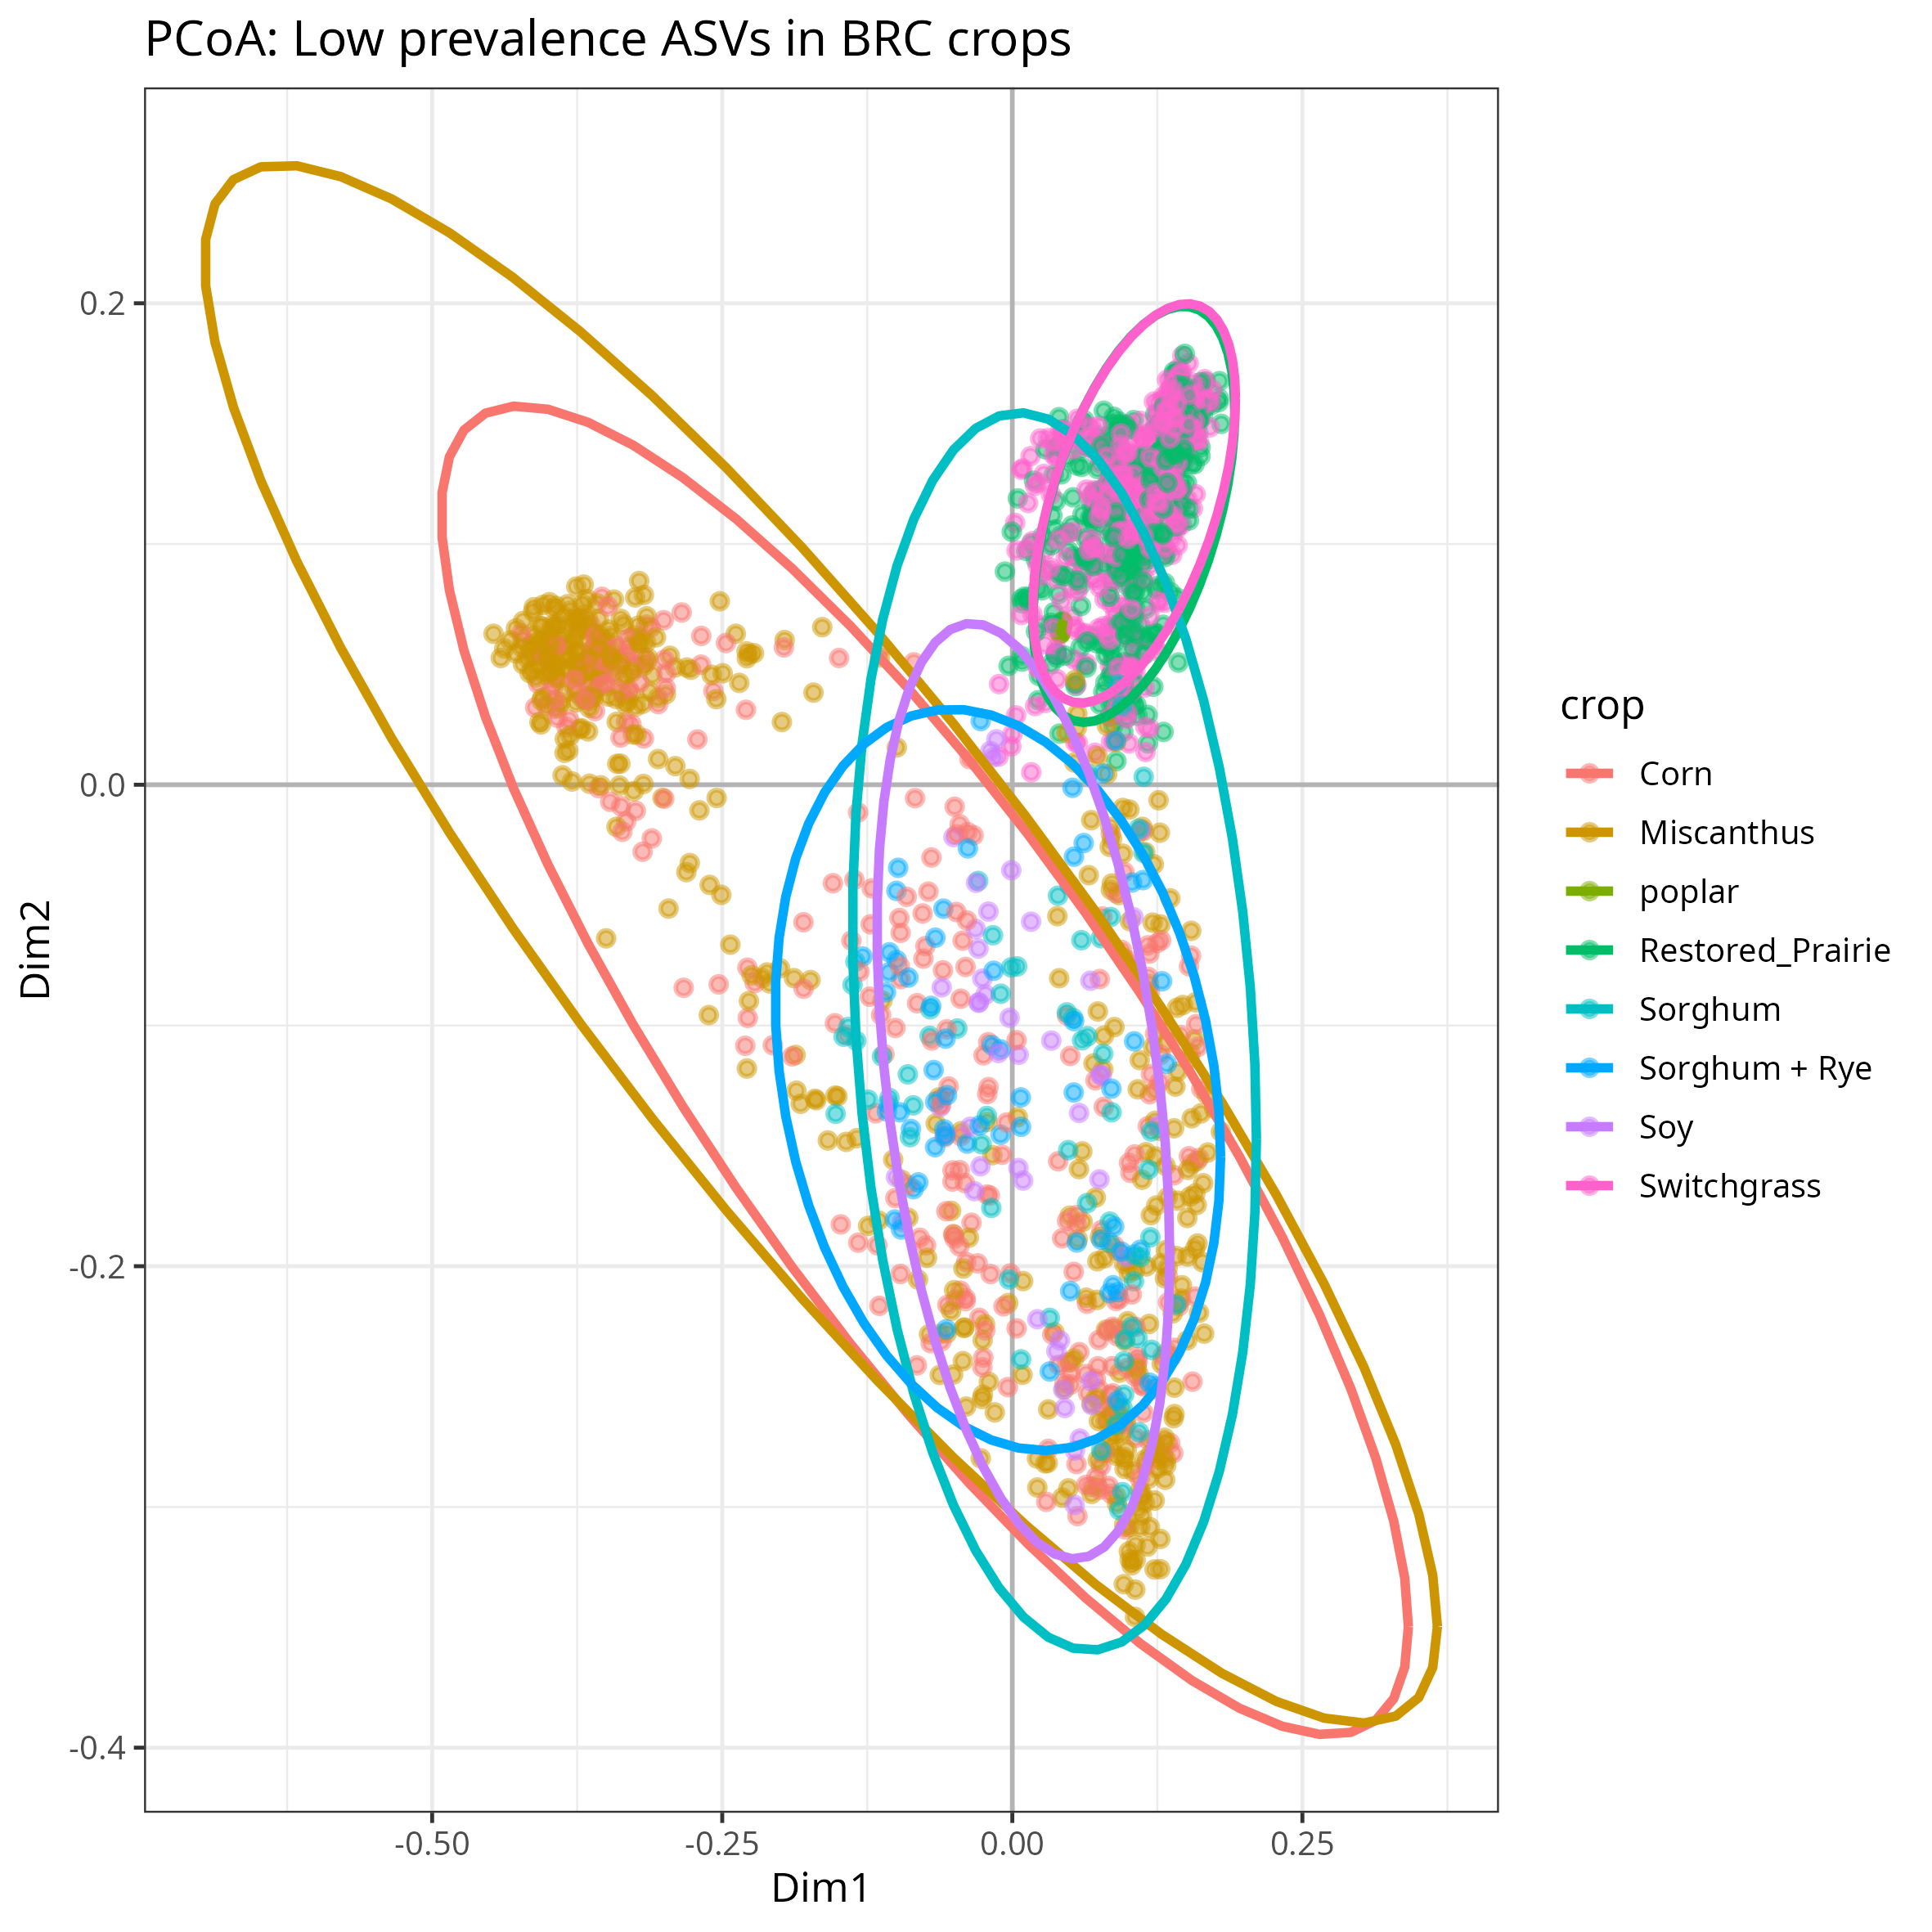 PCoA: Low prevalence ASVs in BRC crops
0.2
0.0
-0.2
-0.4
Dim2
-0.50
-0.25
0.00
0.25
Dim1
crop
Corn
Miscanthus
poplar
Restored_Prairie
Sorghum
Sorghum + Rye
Soy
Switchgrass